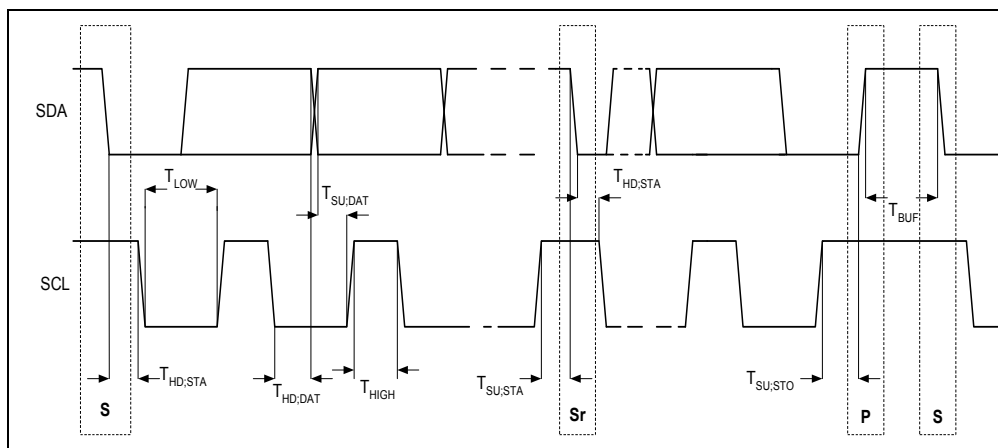 SDA
T_LOW
T_SU;DAT
T_HD;STA
T_BUF
SCL
T_HD;STA
T_HD;DAT
T_HIGH
T_SU;STA
T_SU;STO
S
Sr
P
S